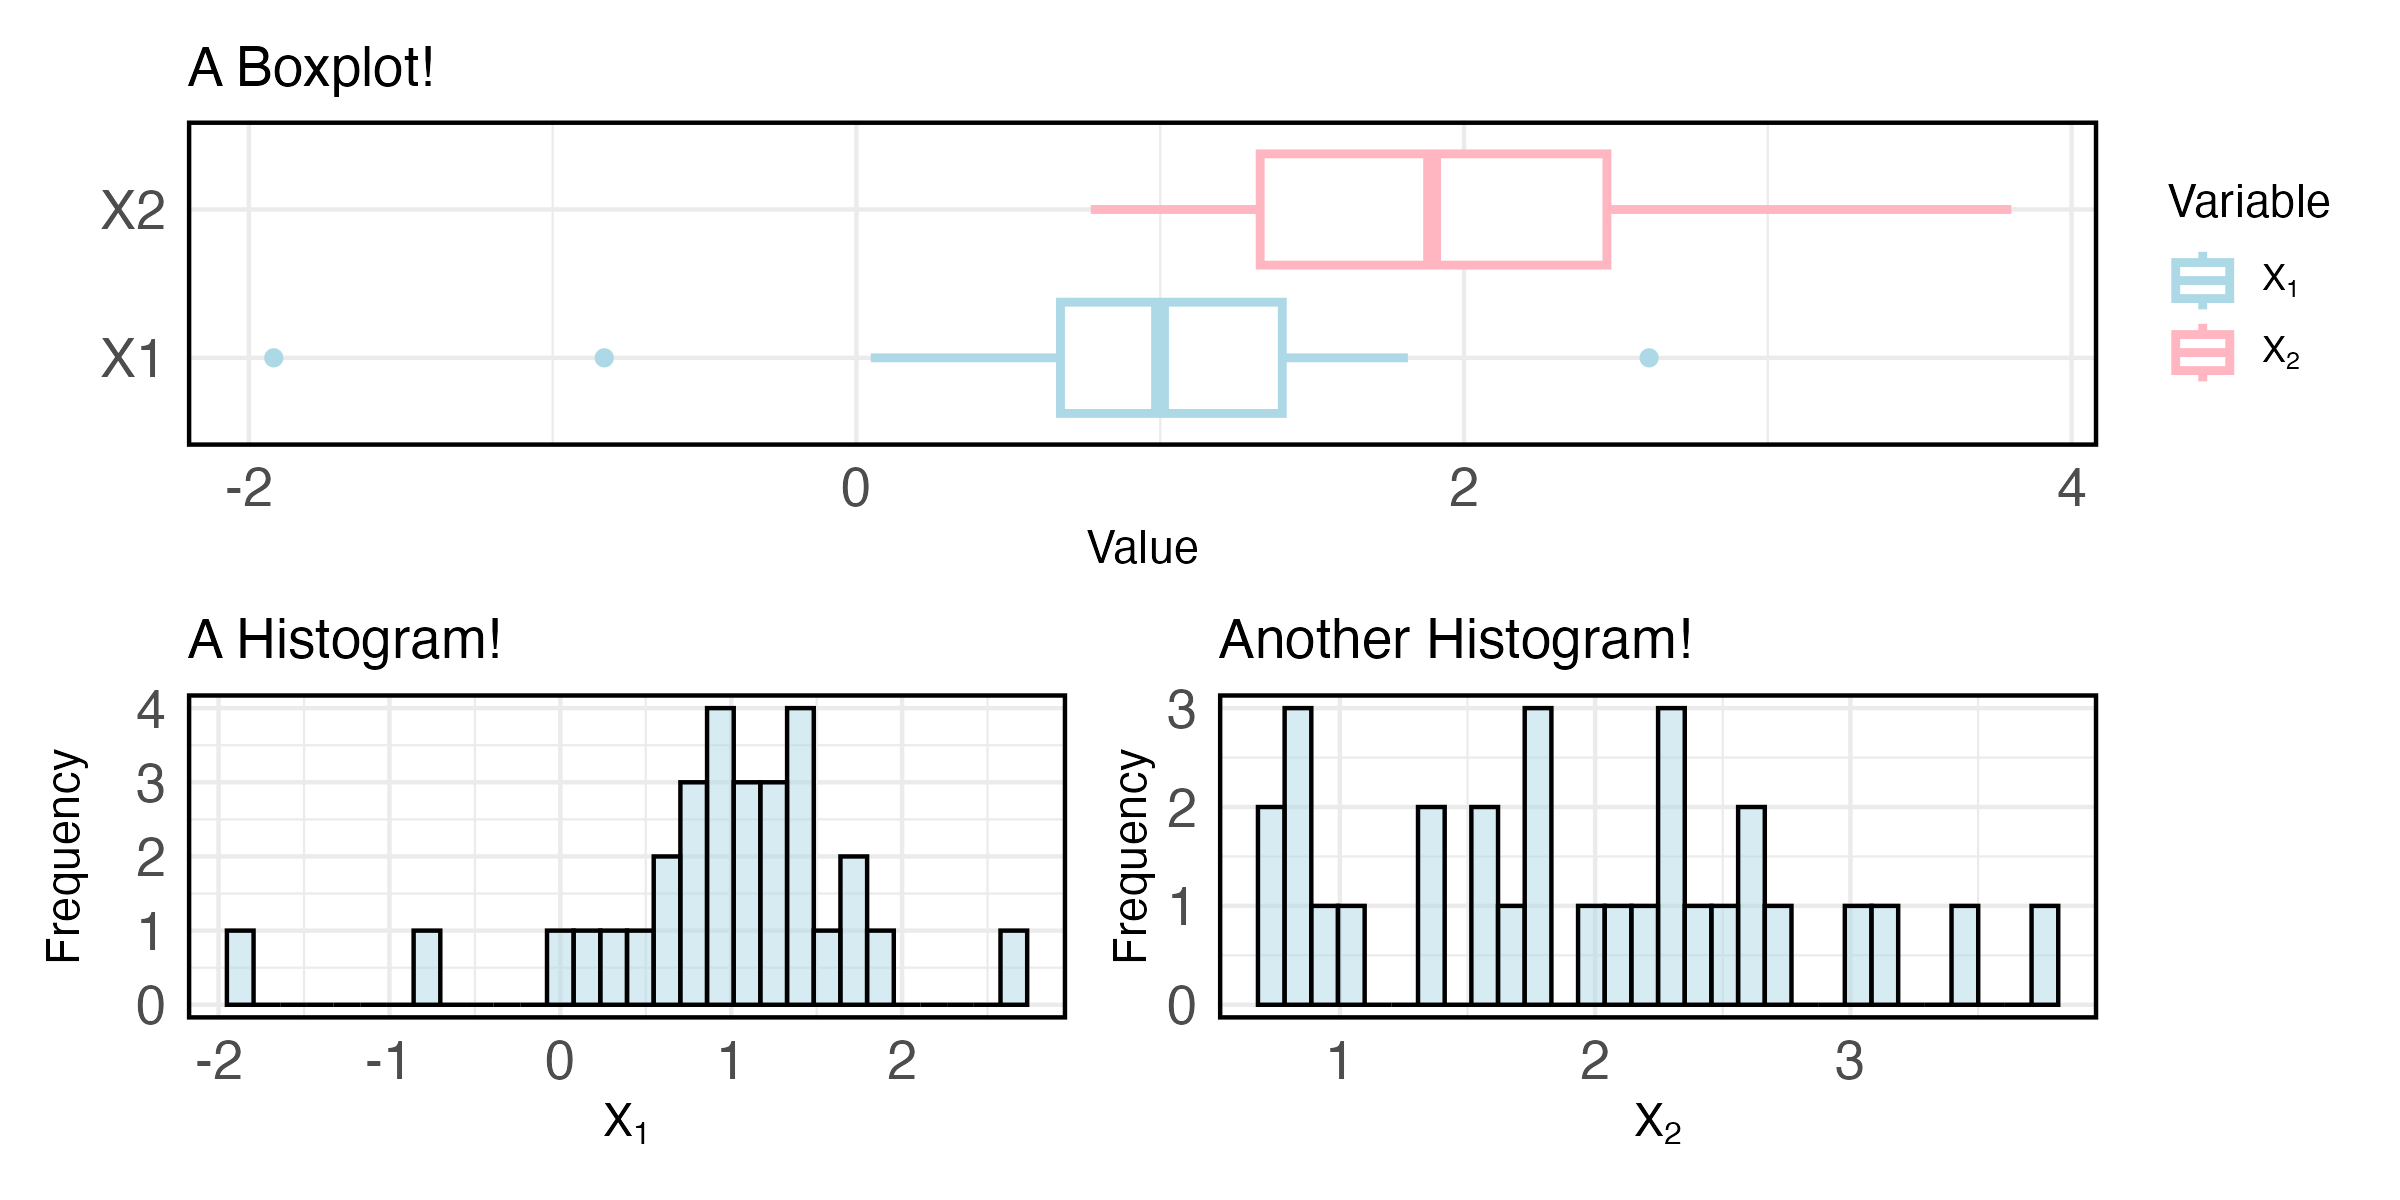 A Boxplot!
X2
X1
-2 0 2 4
Value
Variable
X₁
X₂
A Histogram!
Frequency
4
3
2
1
0
-2 -1 0 1 2
X₁
Another Histogram!
Frequency
3
2
1
0
1 2 3
X₂